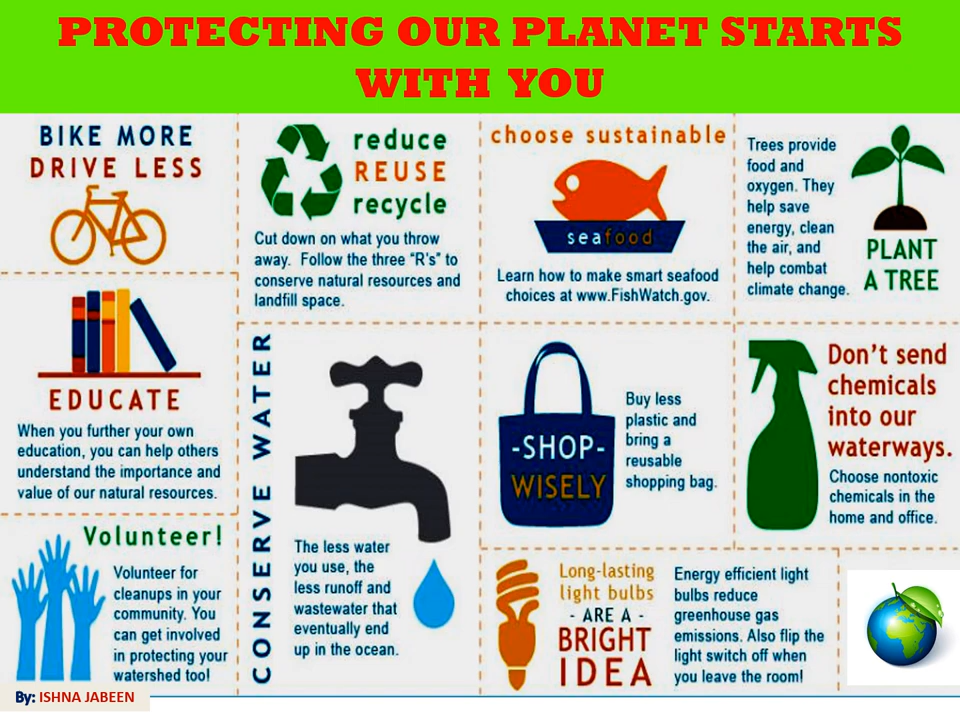 PROTECTING OUR PLANET STARTS
WITH YOU
BIKE MORE
DRIVE LESS
reduce
REUSE
recycle
Cut down on what you throw
away. Follow the three "R's" to
conserve natural resources and
landfill space.
choose sustainable
seafood
Learn how to make smart seafood
choices at www.FishWatch.gov.
Trees provide
food and
oxygen. They
help save
energy, clean
the air, and
help combat
climate change.
PLANT
A TREE
EDUCATE
When you further your own
education, you can help others
understand the importance and
value of our natural resources.
CONSERVE WATER
The less water
you use, the
less runoff and
wastewater that
eventually end
up in the ocean.
-SHOP-
WISELY
Buy less
plastic and
bring a
reusable
shopping bag.
Don't send
chemicals
into our
waterways.
Choose nontoxic
chemicals in the
home and office.
Volunteer!
Volunteer for
cleanups in your
community. You
can get involved
in protecting your
watershed too!
Long-lasting
light bulbs
- ARE A -
BRIGHT
IDEA
Energy efficient light
bulbs reduce
greenhouse gas
emissions. Also flip the
light switch off when
you leave the room!
By: ISHNA JABEEN